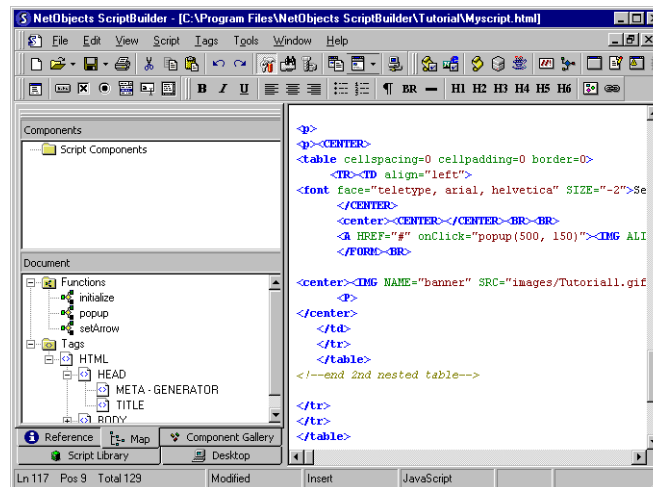 NetObjects ScriptBuilder - [C:\Program Files\NetObjects ScriptBuilder\Tutorial\Myscript.html]
File Edit View Script Tags Tools Window Help
B I U ¶ BR — H1 H2 H3 H4 H5 H6
Components
Script Components
Document
Functions
initialize
popup
setArrow
Tags
HTML
HEAD
META - GENERATOR
TITLE
BODY
Reference Map Component Gallery
Script Library Desktop
<p>
<p><CENTER>
<table cellspacing=0 cellpadding=0 border=0>
<TR><TD align="left">
<font face="teletype, arial, helvetica" SIZE="-2">Se
</CENTER>
<center><CENTER></CENTER><BR><BR>
<A HREF="#" onClick="popup(500, 150)"><IMG ALI
</FORM><BR>
<center><IMG NAME="banner" SRC="images/Tutorial1.gif
<P>
</center>
</td>
</tr>
</table>
<!--end 2nd nested table-->
</tr>
</tr>
</table>
Ln 117 Pos 9 Total 129 Modified Insert JavaScript